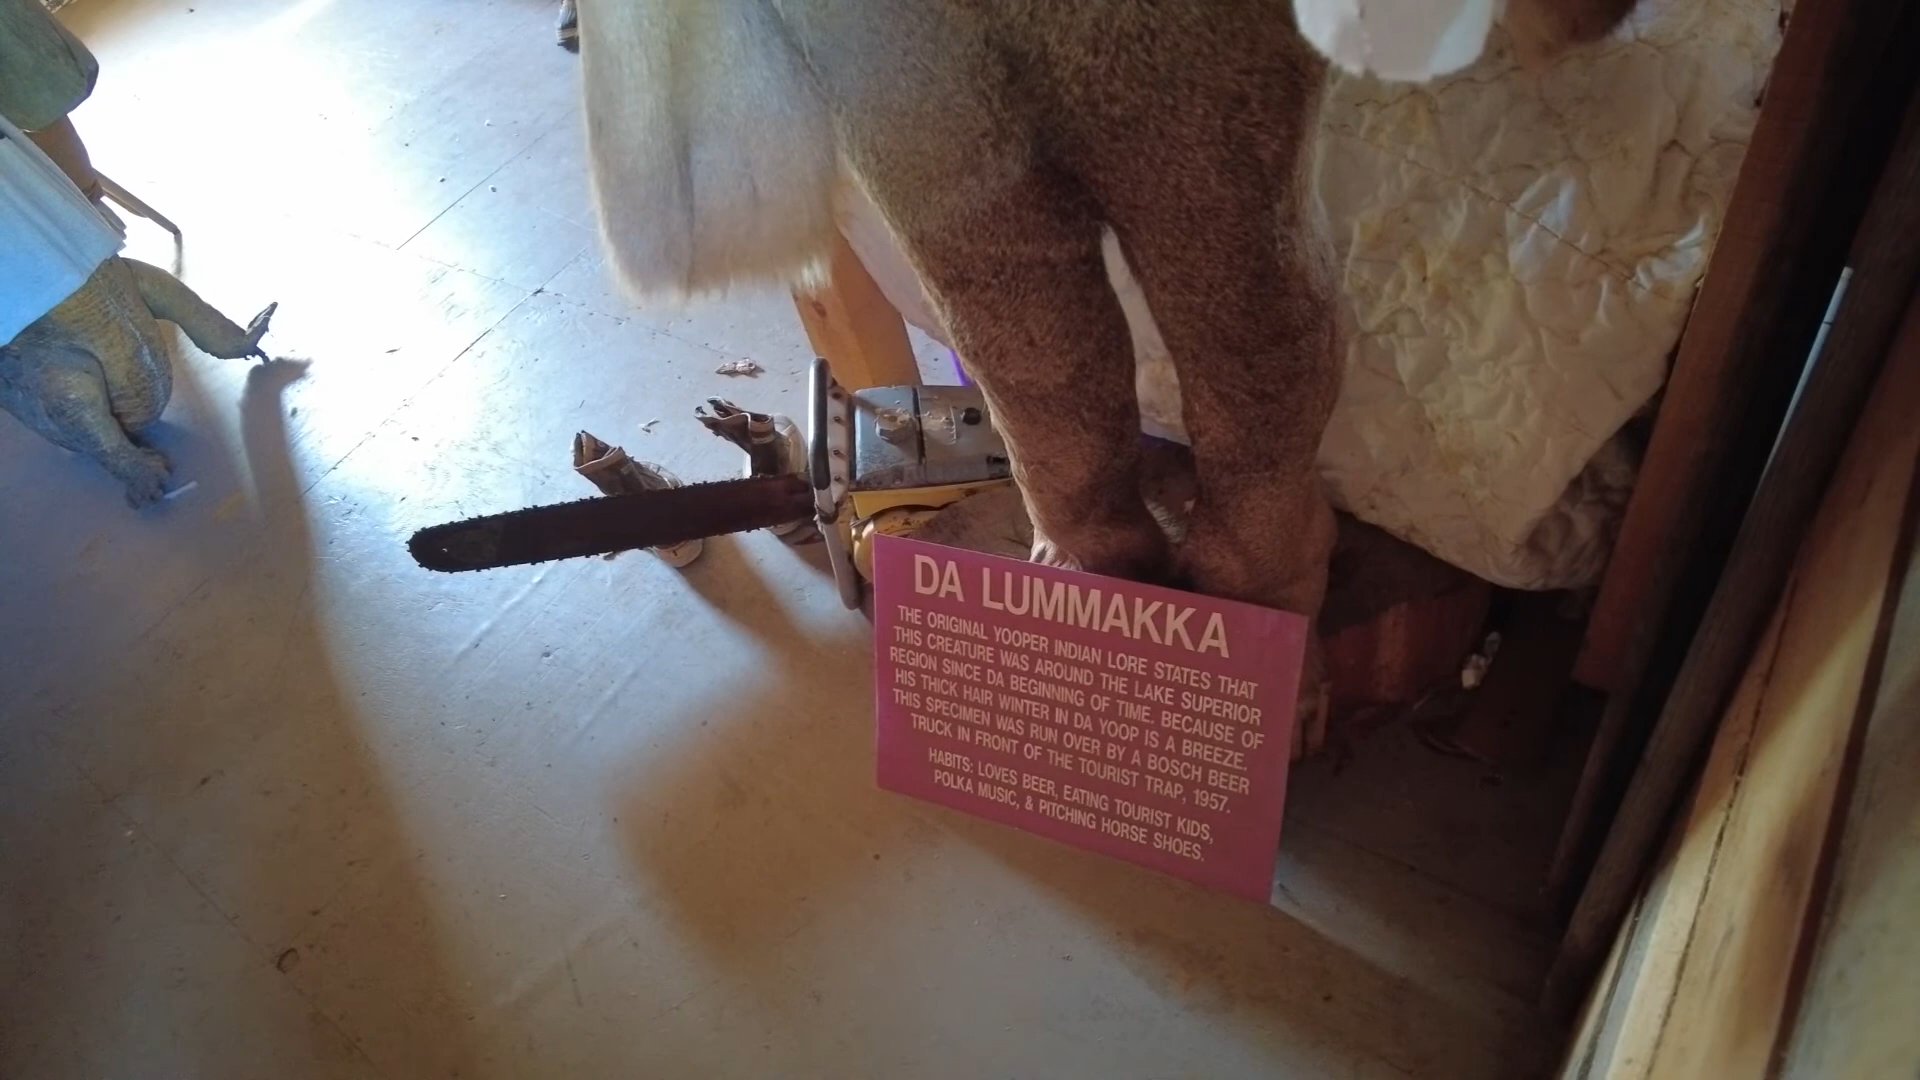 DA LUMMAKKA
THE ORIGINAL YOOPER INDIAN LORE STATES THAT
THIS CREATURE WAS AROUND THE LAKE SUPERIOR
REGION SINCE DA BEGINNING OF TIME. BECAUSE OF
HIS THICK HAIR WINTER IN DA YOOP IS A BREEZE.
THIS SPECIMEN WAS RUN OVER BY A BOSCH BEER
TRUCK IN FRONT OF THE TOURIST TRAP, 1957.
HABITS: LOVES BEER, EATING TOURIST KIDS,
POLKA MUSIC, & PITCHING HORSE SHOES.